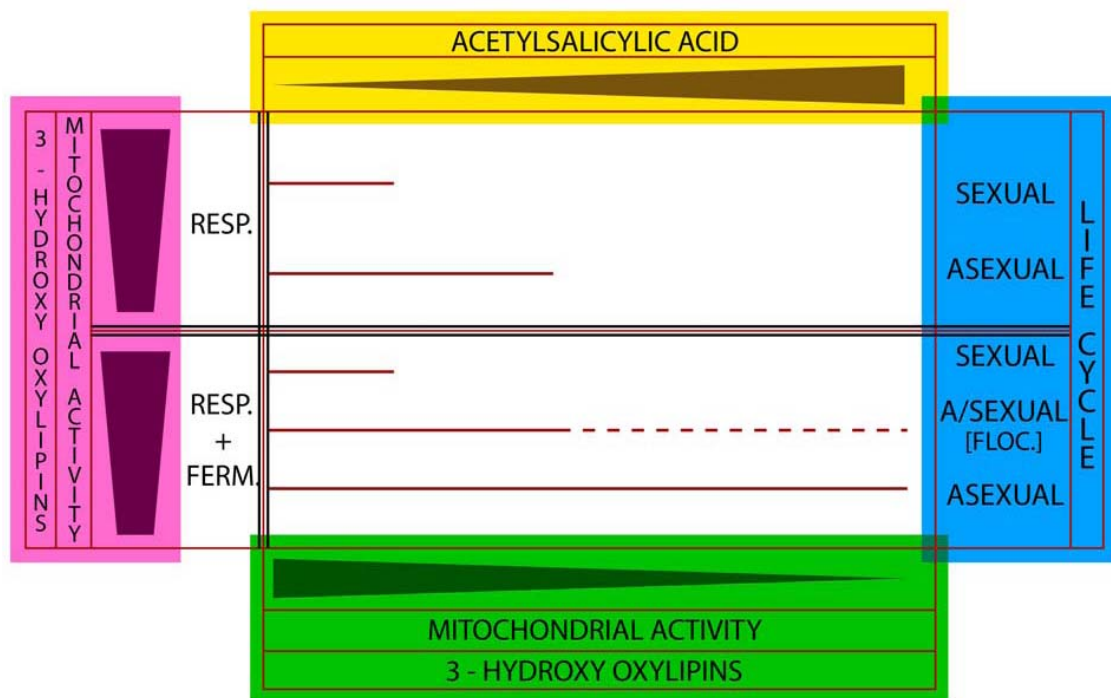 ACETYLSALICYLIC ACID
3 - HYDROXY OXYLIPINS
MITOCHONDRIAL ACTIVITY
RESP.
SEXUAL
ASEXUAL
RESP.
+
FERM.
SEXUAL
A/SEXUAL
[FLOC.]
ASEXUAL
LIFE CYCLE
MITOCHONDRIAL ACTIVITY
3 - HYDROXY OXYLIPINS